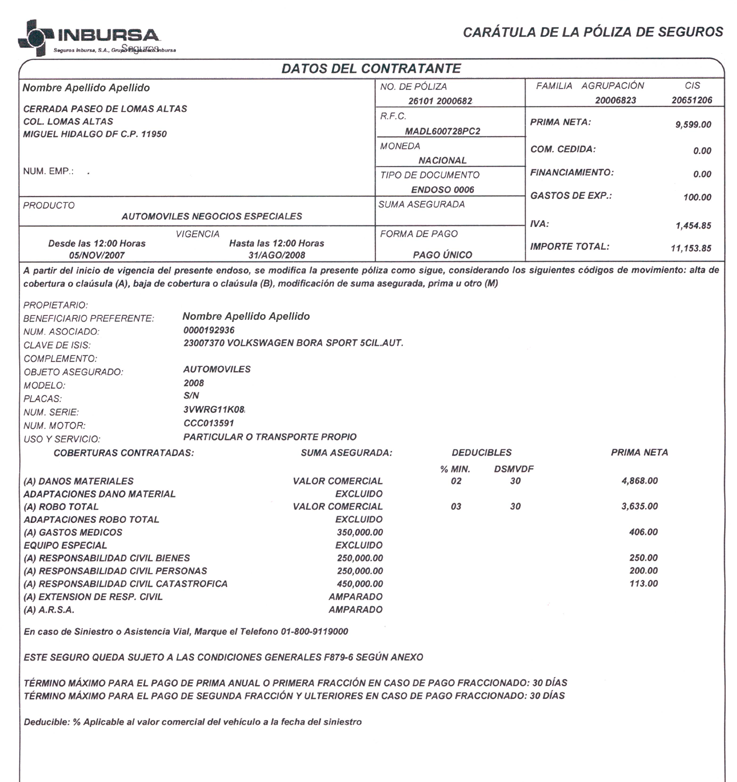 INBURSA
CARÁTULA DE LA PÓLIZA DE SEGUROS
Seguros Inbursa, S.A., Grupo Financiero Inbursa
Seguros
DATOS DEL CONTRATANTE
Nombre Apellido Apellido
CERRADA PASEO DE LOMAS ALTAS
COL. LOMAS ALTAS
MIGUEL HIDALGO DF C.P. 11950
NUM. EMP.: .
NO. DE PÓLIZA
26101 2000682
FAMILIA AGRUPACIÓN CIS
20006823 20651206
R.F.C.
MADL600728PC2
MONEDA
NACIONAL
TIPO DE DOCUMENTO
ENDOSO 0006
PRIMA NETA: 9,599.00
COM. CEDIDA: 0.00
FINANCIAMIENTO: 0.00
GASTOS DE EXP.: 100.00
IVA: 1,454.85
IMPORTE TOTAL: 11,153.85
PRODUCTO
AUTOMOVILES NEGOCIOS ESPECIALES
SUMA ASEGURADA
VIGENCIA
Desde las 12:00 Horas Hasta las 12:00 Horas
05/NOV/2007 31/AGO/2008
FORMA DE PAGO
PAGO ÚNICO
A partir del inicio de vigencia del presente endoso, se modifica la presente póliza como sigue, considerando los siguientes códigos de movimiento: alta de
cobertura o claúsula (A), baja de cobertura o claúsula (B), modificación de suma asegurada, prima u otro (M)
PROPIETARIO:
BENEFICIARIO PREFERENTE: Nombre Apellido Apellido
NUM. ASOCIADO: 0000192936
CLAVE DE ISIS: 23007370 VOLKSWAGEN BORA SPORT 5CIL.AUT.
COMPLEMENTO:
OBJETO ASEGURADO: AUTOMOVILES
MODELO: 2008
PLACAS: S/N
NUM. SERIE: 3VWRG11K08
NUM. MOTOR: CCC013591
USO Y SERVICIO: PARTICULAR O TRANSPORTE PROPIO
COBERTURAS CONTRATADAS: SUMA ASEGURADA: DEDUCIBLES PRIMA NETA
% MIN. DSMVDF
(A) DANOS MATERIALES VALOR COMERCIAL 02 30 4,868.00
ADAPTACIONES DANO MATERIAL EXCLUIDO
(A) ROBO TOTAL VALOR COMERCIAL 03 30 3,635.00
ADAPTACIONES ROBO TOTAL EXCLUIDO
(A) GASTOS MEDICOS 350,000.00 406.00
EQUIPO ESPECIAL EXCLUIDO
(A) RESPONSABILIDAD CIVIL BIENES 250,000.00 250.00
(A) RESPONSABILIDAD CIVIL PERSONAS 250,000.00 200.00
(A) RESPONSABILIDAD CIVIL CATASTROFICA 450,000.00 113.00
(A) EXTENSION DE RESP. CIVIL AMPARADO
(A) A.R.S.A. AMPARADO
En caso de Siniestro o Asistencia Vial, Marque el Telefono 01-800-9119000
ESTE SEGURO QUEDA SUJETO A LAS CONDICIONES GENERALES F879-6 SEGÚN ANEXO
TÉRMINO MÁXIMO PARA EL PAGO DE PRIMA ANUAL O PRIMERA FRACCIÓN EN CASO DE PAGO FRACCIONADO: 30 DÍAS
TÉRMINO MÁXIMO PARA EL PAGO DE SEGUNDA FRACCIÓN Y ULTERIORES EN CASO DE PAGO FRACCIONADO: 30 DÍAS
Deducible: % Aplicable al valor comercial del vehículo a la fecha del siniestro